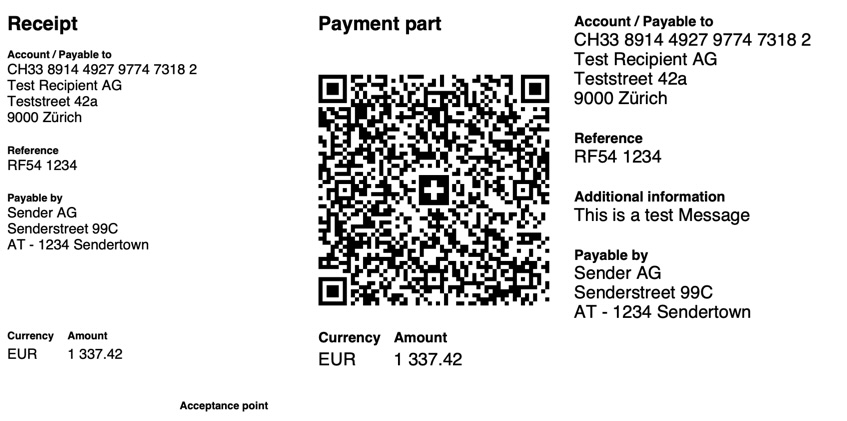 Receipt
Account / Payable to
CH33 8914 4927 9774 7318 2
Test Recipient AG
Teststreet 42a
9000 Zürich
Reference
RF54 1234
Payable by
Sender AG
Senderstreet 99C
AT - 1234 Sendertown
Currency Amount
EUR 1 337.42
Acceptance point
Payment part
Currency Amount
EUR 1 337.42
Account / Payable to
CH33 8914 4927 9774 7318 2
Test Recipient AG
Teststreet 42a
9000 Zürich
Reference
RF54 1234
Additional information
This is a test Message
Payable by
Sender AG
Senderstreet 99C
AT - 1234 Sendertown